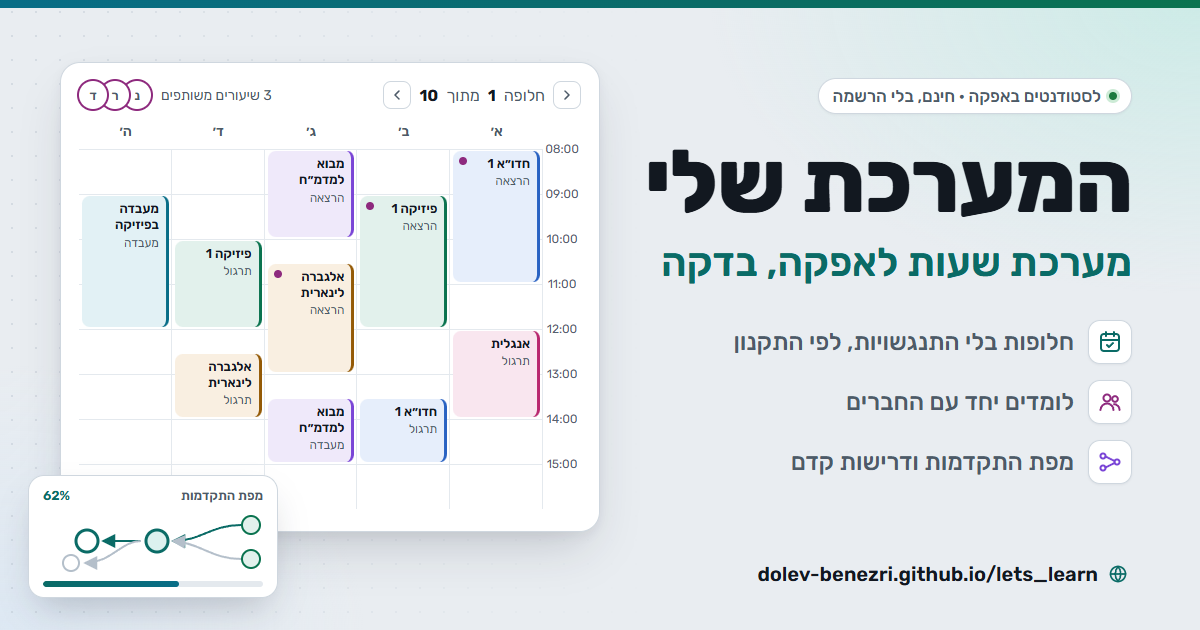 לסטודנטים באפקה • חינם, בלי הרשמה
המערכת שלי
מערכת שעות לאפקה, בדקה
חלופות בלי התנגשויות, לפי התקנון
לומדים יחד עם החברים
מפת התקדמות ודרישות קדם
dolev-benezri.github.io/lets_learn
חלופה 1 מתוך 10
3 שיעורים משותפים
נ
ר
ד
א׳
ב׳
ג׳
ד׳
ה׳
08:00
09:00
10:00
11:00
12:00
13:00
14:00
15:00
חדו״א 1
הרצאה
אנגלית
תרגול
פיזיקה 1
הרצאה
חדו״א 1
תרגול
מבוא
למדמ״ח
הרצאה
אלגברה
לינארית
הרצאה
מבוא
למדמ״ח
מעבדה
פיזיקה 1
תרגול
אלגברה
לינארית
תרגול
מעבדה
בפיזיקה
מעבדה
מפת התקדמות
62%